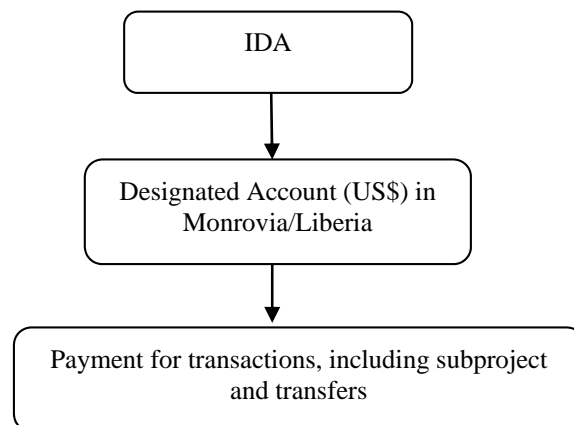 IDA
Designated Account (US$) in
Monrovia/Liberia
Payment for transactions, including subproject
and transfers